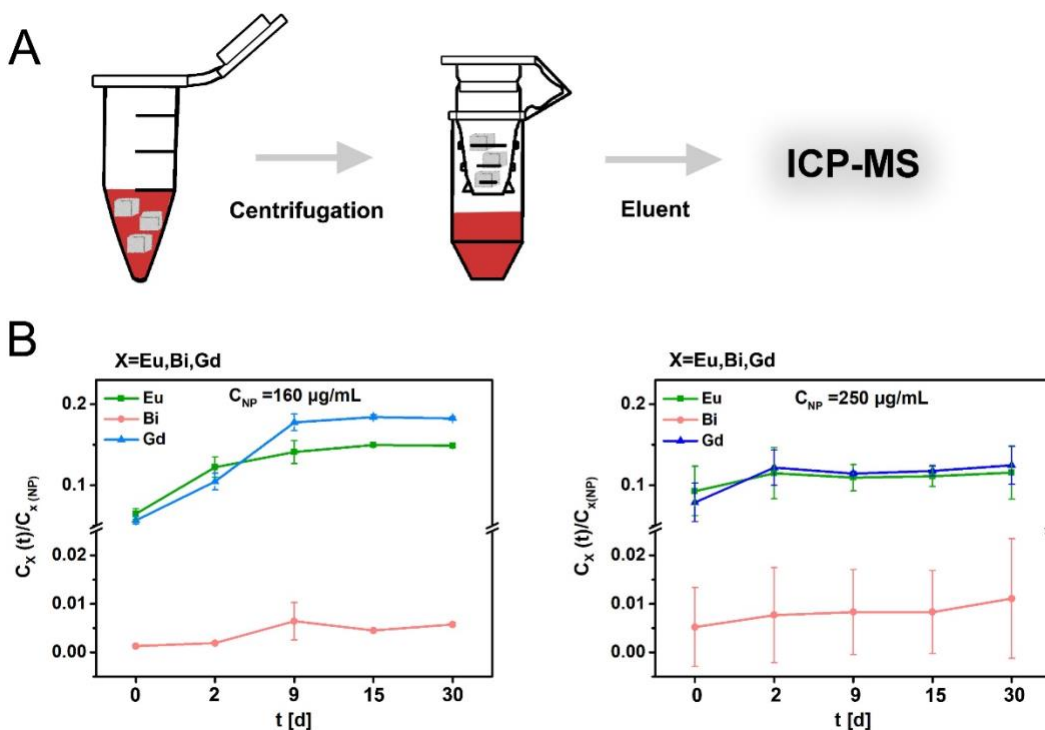 A
Centrifugation
Eluent
ICP-MS
B
X=Eu,Bi,Gd
Eu
Bi
Gd
C_NP =160 µg/mL
0.2
0.1
0.02
0.01
0.00
C_X (t)/C_x(NP)
0 2 9 15 30
t [d]
X=Eu,Bi,Gd
Eu
Bi
Gd
C_NP =250 µg/mL
0.2
0.1
0.02
0.01
0.00
C_X (t)/C_x(NP)
0 2 9 15 30
t [d]